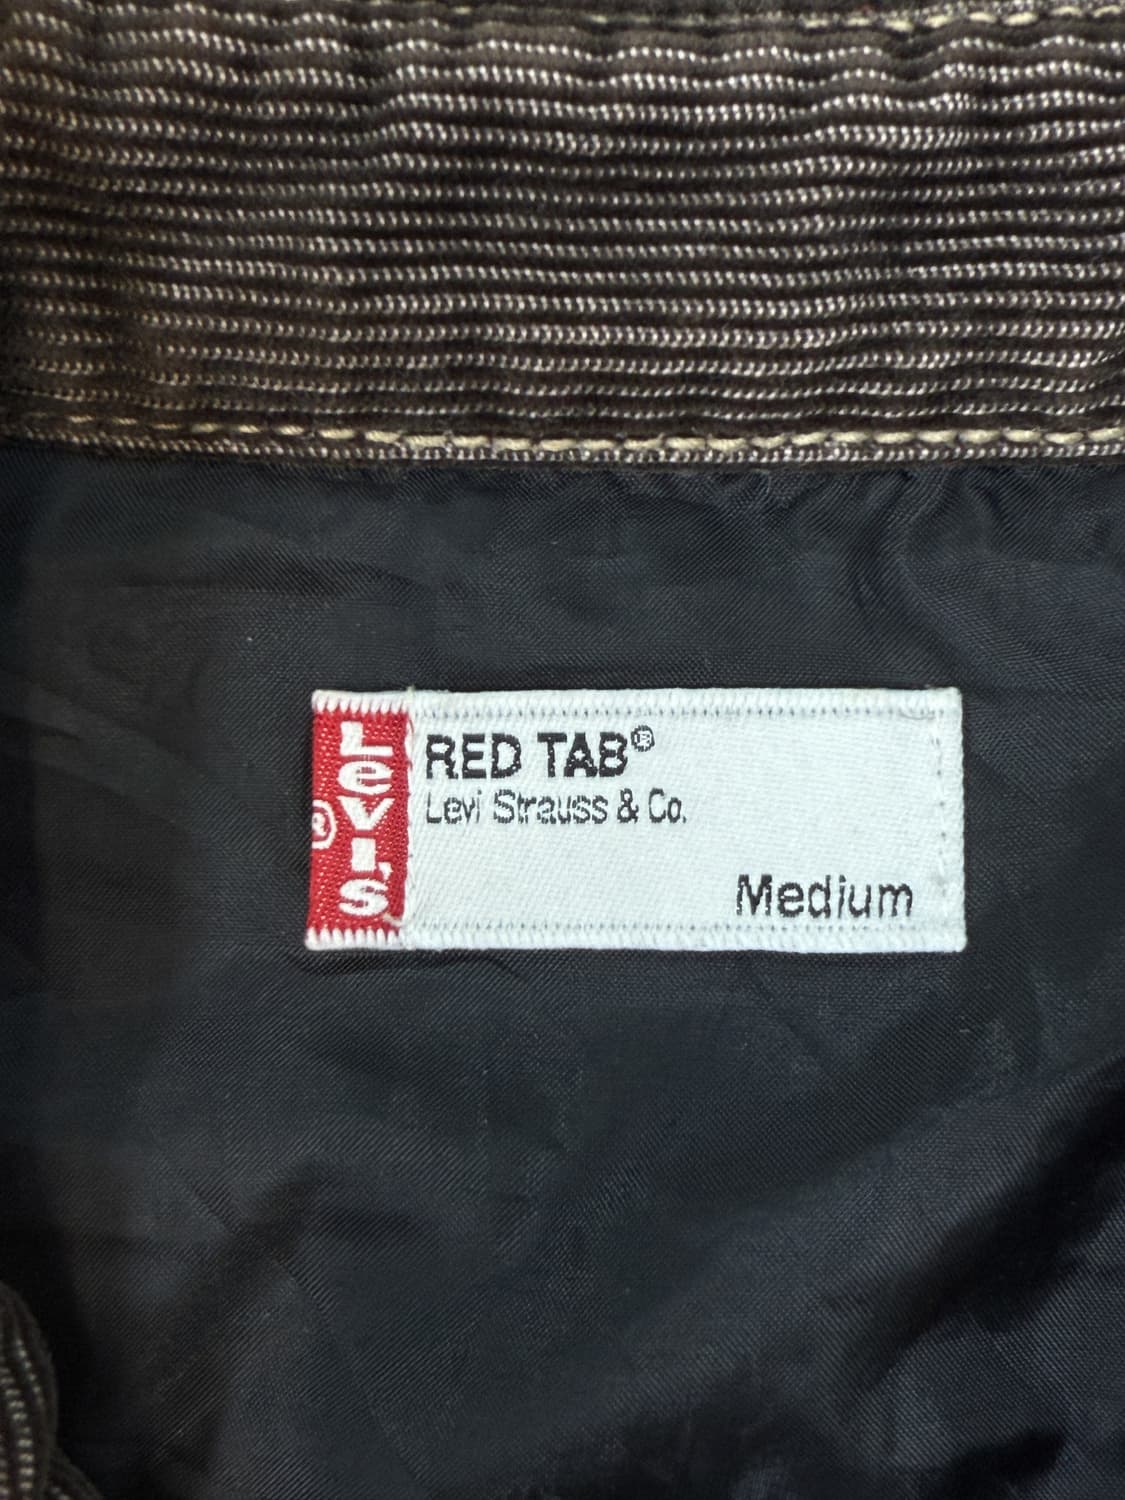 LeVI'S
®
RED TAB®
Levi Strauss & Co.
Medium